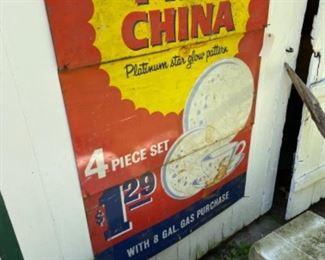 CHINA
Platinum star glow pattern
4 PIECE SET
$1.29
WITH 8 GAL. GAS PURCHASE